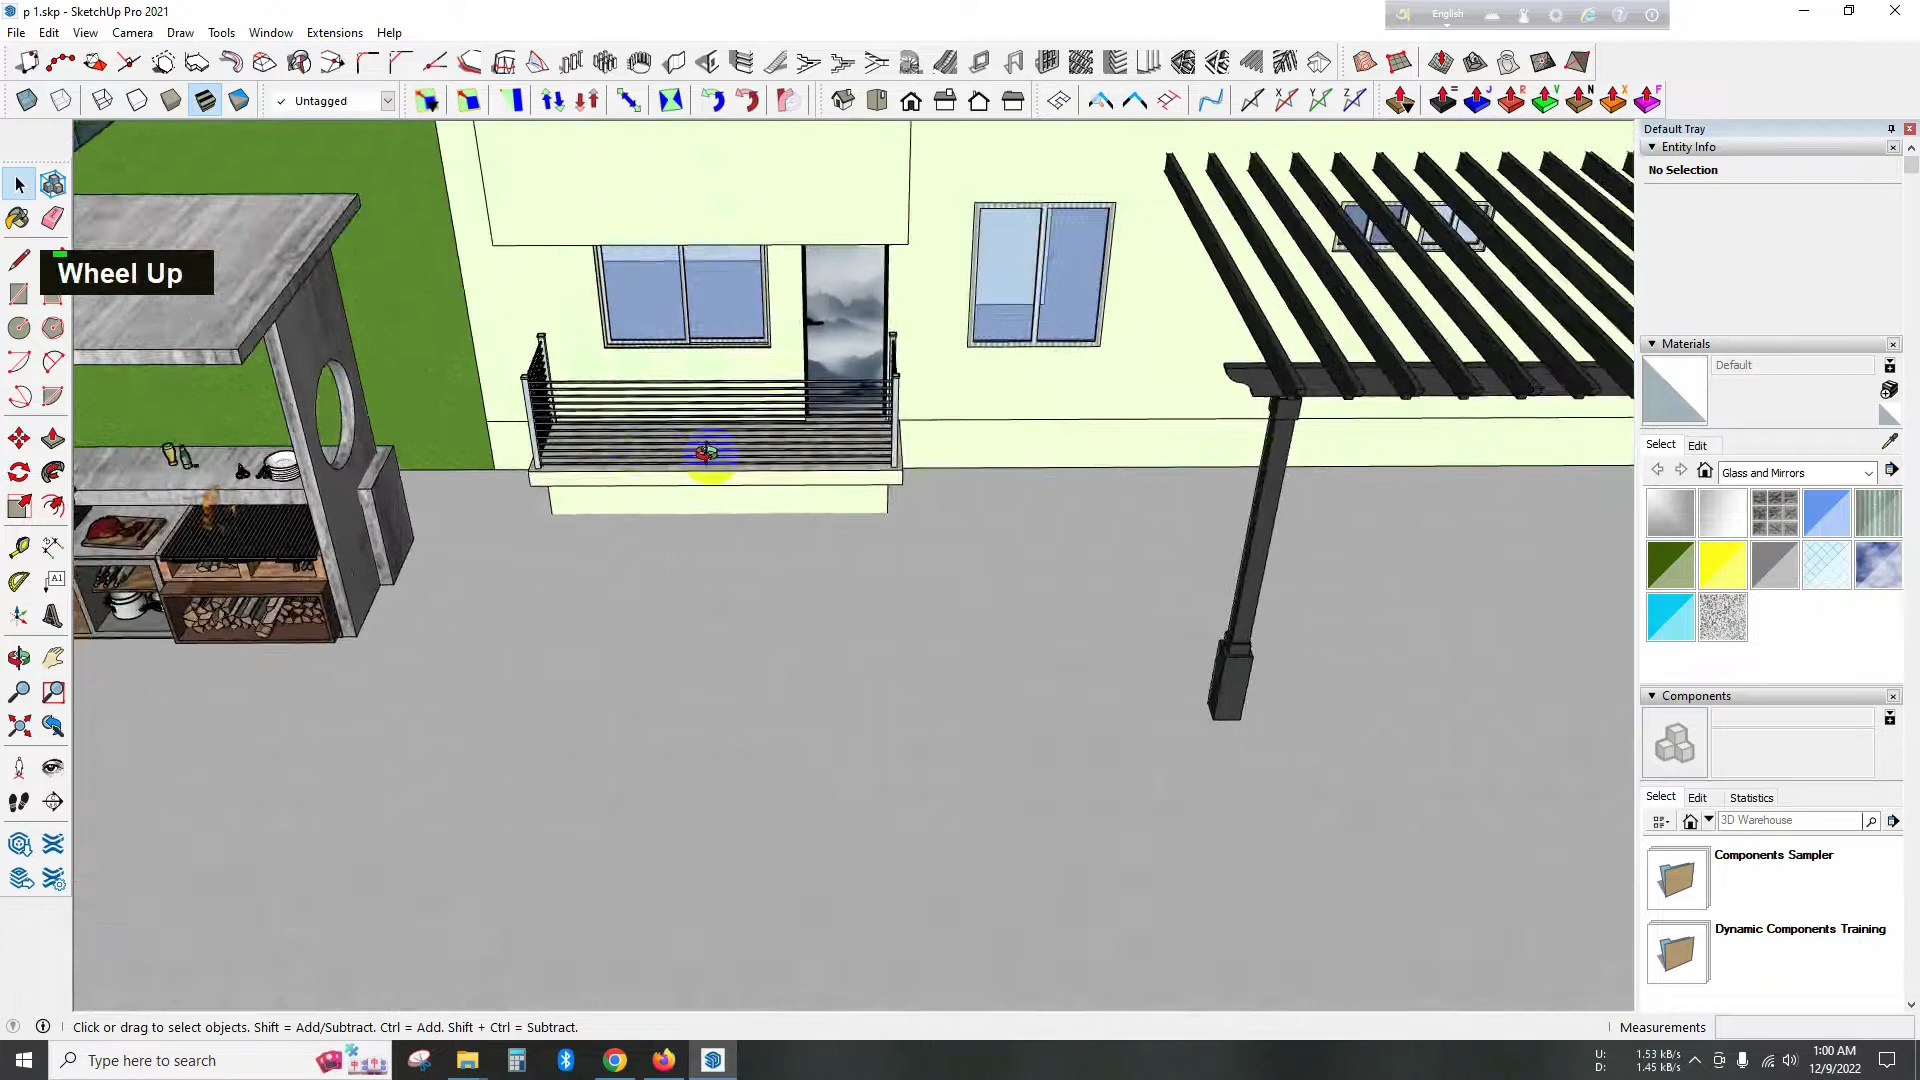 p 1.skp - SketchUp Pro 2021
English
File Edit View Camera Draw Tools Window Extensions Help
Untagged
Default Tray
Entity Info
No Selection
Wheel Up
Materials
Default
Select Edit
Glass and Mirrors
Components
Select Edit Statistics
3D Warehouse
Components Sampler
Dynamic Components Training
Click or drag to select objects. Shift = Add/Subtract. Ctrl = Add. Shift + Ctrl = Subtract.
Measurements
Type here to search
U: 1.53 kB/s
D: 1.45 kB/s
1:00 AM
12/9/2022